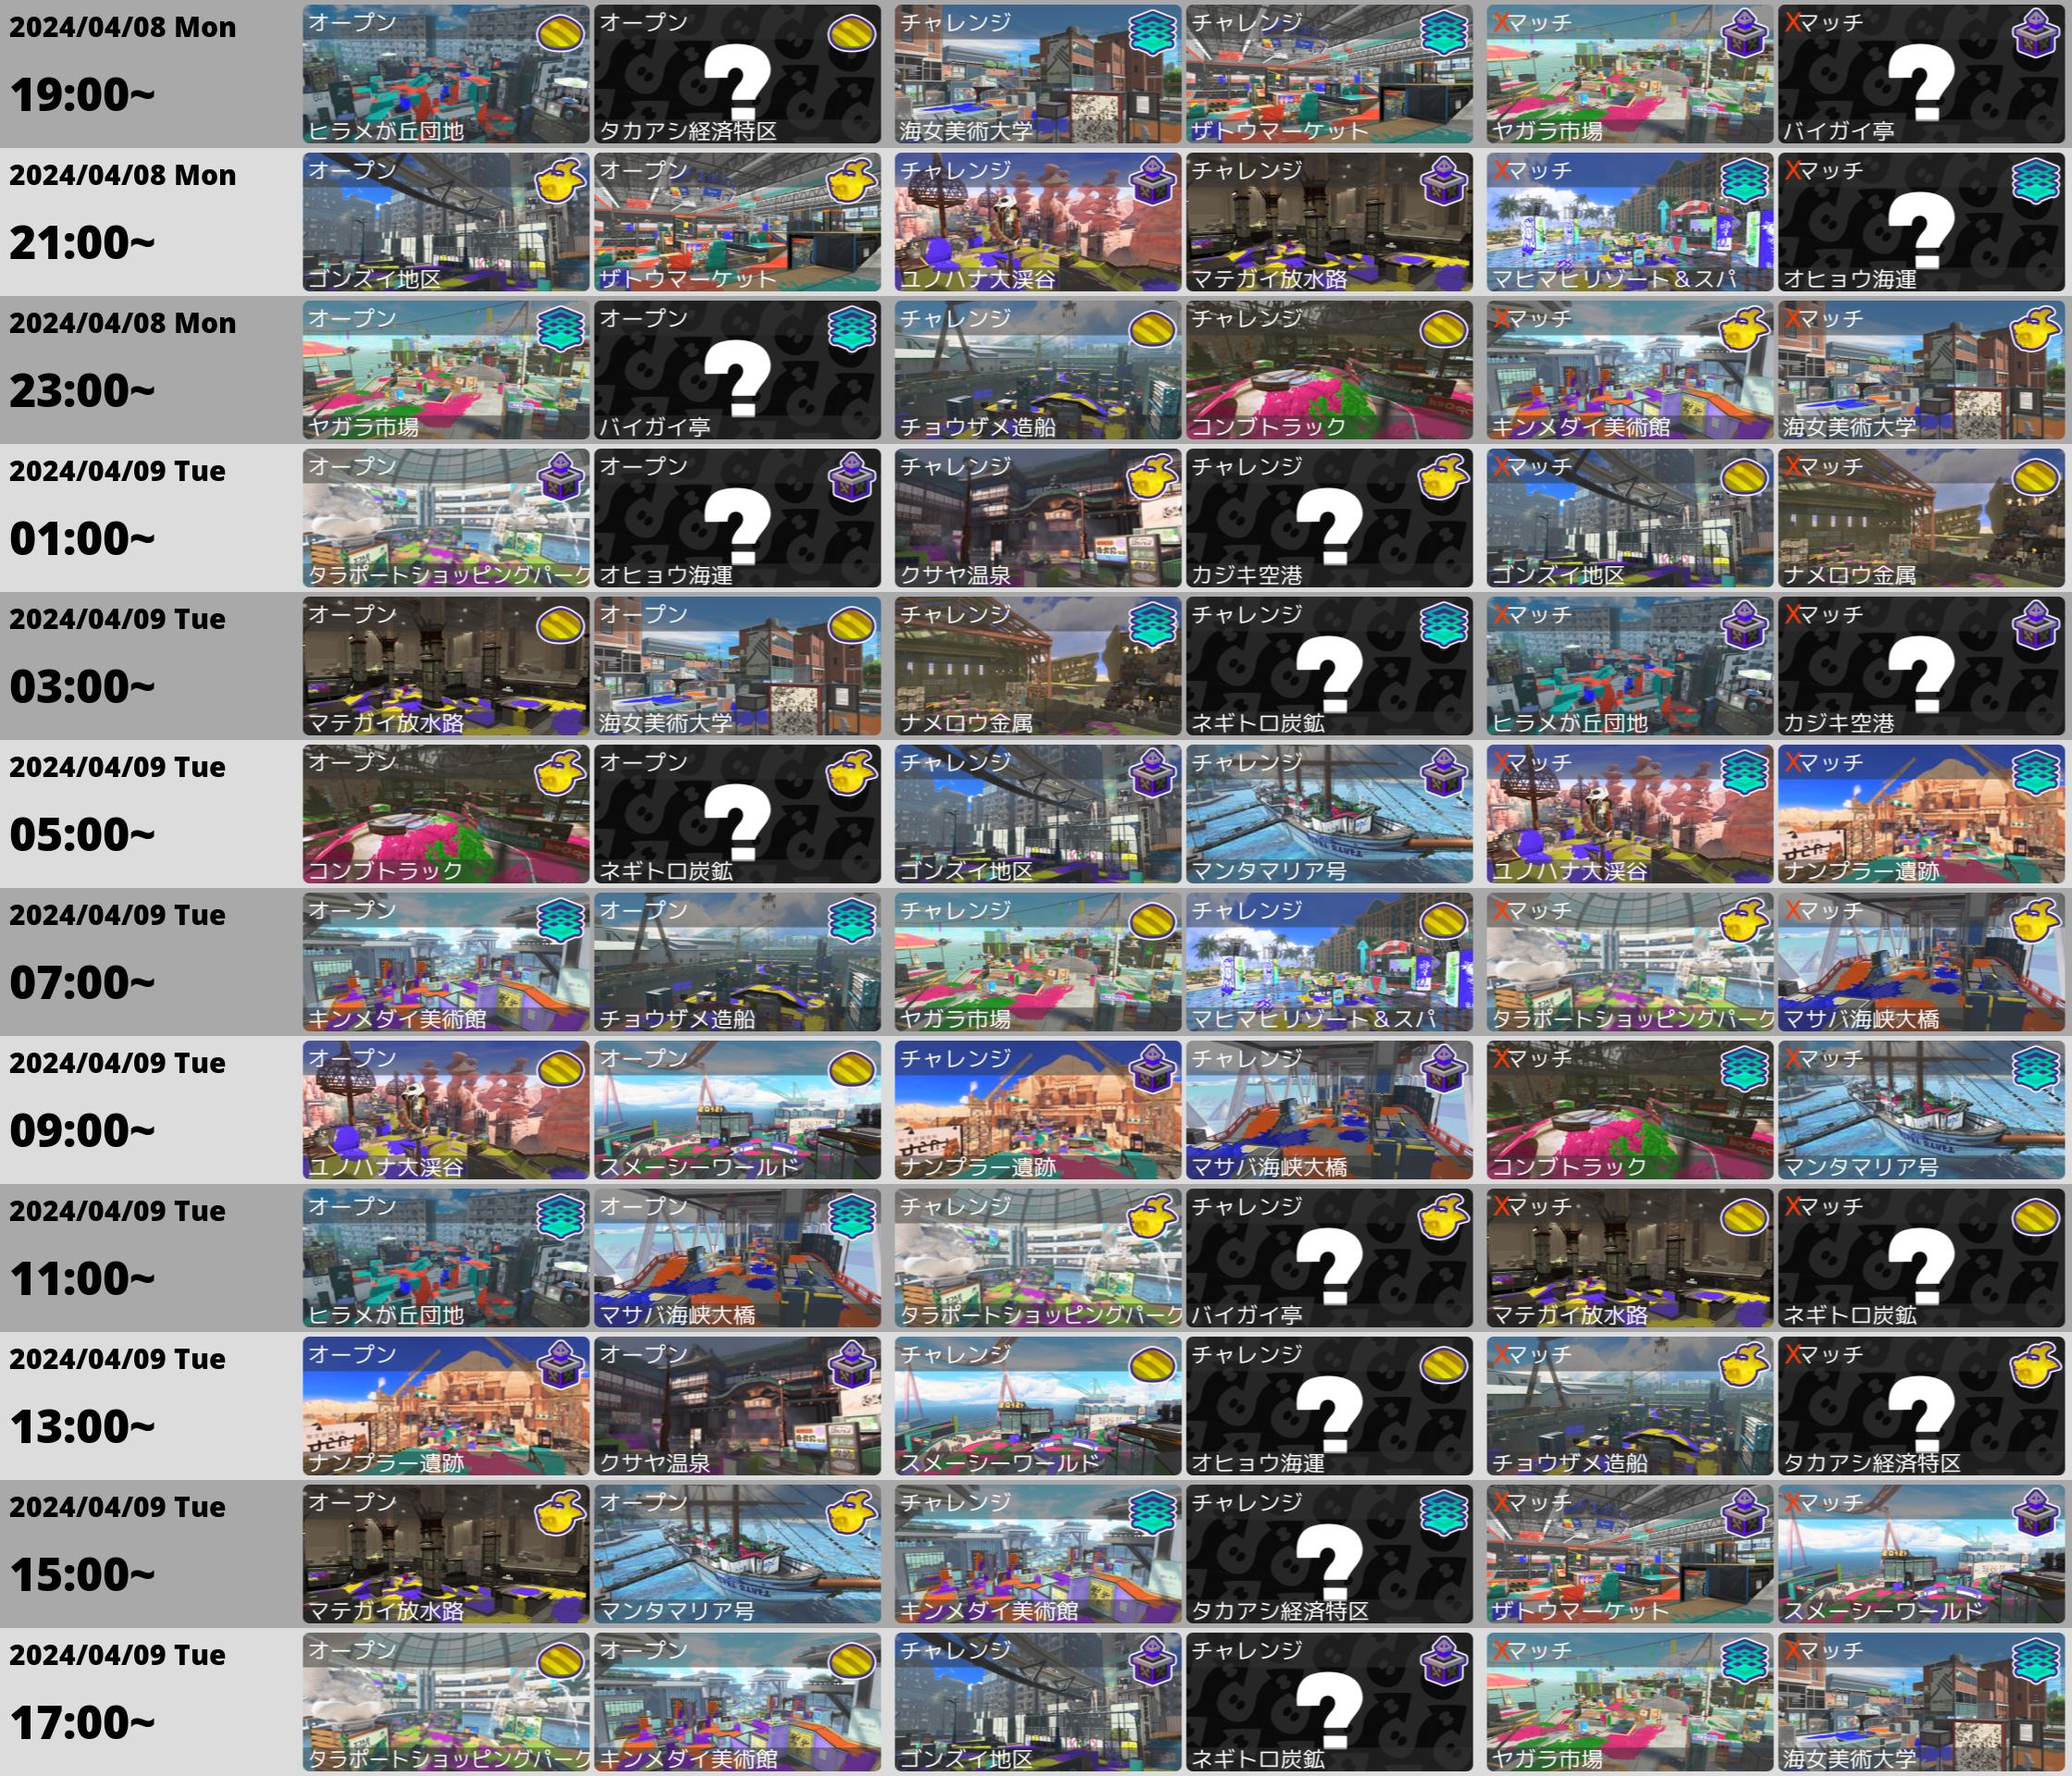 2024/04/08 Mon
19:00~
オープン オープン チャレンジ チャレンジ Xマッチ Xマッチ
ヒラメが丘団地 タカアシ経済特区 海女美術大学 ザトウマーケット ヤガラ市場 バイガイ亭
2024/04/08 Mon
21:00~
オープン オープン チャレンジ チャレンジ Xマッチ Xマッチ
ゴンズイ地区 ザトウマーケット ユノハナ大渓谷 マテガイ放水路 マヒマヒリゾート&スパ オヒョウ海運
2024/04/08 Mon
23:00~
オープン オープン チャレンジ チャレンジ Xマッチ Xマッチ
ヤガラ市場 バイガイ亭 チョウザメ造船 コンブトラック キンメダイ美術館 海女美術大学
2024/04/09 Tue
01:00~
オープン オープン チャレンジ チャレンジ Xマッチ Xマッチ
タラポートショッピングパーク オヒョウ海運 クサヤ温泉 カジキ空港 ゴンズイ地区 ナメロウ金属
2024/04/09 Tue
03:00~
オープン オープン チャレンジ チャレンジ Xマッチ Xマッチ
マテガイ放水路 海女美術大学 ナメロウ金属 ネギトロ炭鉱 ヒラメが丘団地 カジキ空港
2024/04/09 Tue
05:00~
オープン オープン チャレンジ チャレンジ Xマッチ Xマッチ
コンブトラック ネギトロ炭鉱 ゴンズイ地区 マンタマリア号 ユノハナ大渓谷 ナンプラー遺跡
2024/04/09 Tue
07:00~
オープン オープン チャレンジ チャレンジ Xマッチ Xマッチ
キンメダイ美術館 チョウザメ造船 ヤガラ市場 マヒマヒリゾート&スパ タラポートショッピングパーク マサバ海峡大橋
2024/04/09 Tue
09:00~
オープン オープン チャレンジ チャレンジ Xマッチ Xマッチ
ユノハナ大渓谷 スメーシーワールド ナンプラー遺跡 マサバ海峡大橋 コンブトラック マンタマリア号
2024/04/09 Tue
11:00~
オープン オープン チャレンジ チャレンジ Xマッチ Xマッチ
ヒラメが丘団地 マサバ海峡大橋 タラポートショッピングパーク バイガイ亭 マテガイ放水路 ネギトロ炭鉱
2024/04/09 Tue
13:00~
オープン オープン チャレンジ チャレンジ Xマッチ Xマッチ
ナンプラー遺跡 クサヤ温泉 スメーシーワールド オヒョウ海運 チョウザメ造船 タカアシ経済特区
2024/04/09 Tue
15:00~
オープン オープン チャレンジ チャレンジ Xマッチ Xマッチ
マテガイ放水路 マンタマリア号 キンメダイ美術館 タカアシ経済特区 ザトウマーケット スメーシーワールド
2024/04/09 Tue
17:00~
オープン オープン チャレンジ チャレンジ Xマッチ Xマッチ
タラポートショッピングパーク キンメダイ美術館 ゴンズイ地区 ネギトロ炭鉱 ヤガラ市場 海女美術大学